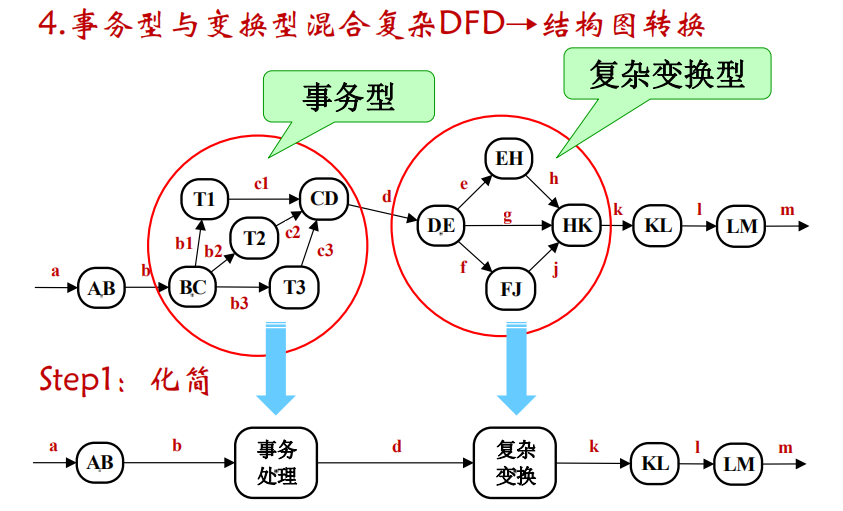 4.事务型与变换型混合复杂DFD→结构图转换
事务型
复杂变换型
EH
T1
c1
CD
d
e
h
b1
b2
T2
c2
DE
g
HK
k
KL
l
LM
m
a
AB
b
BC
b3
T3
c3
f
FJ
j
Step1：化简
a
AB
b
事务
处理
d
复杂
变换
k
KL
l
LM
m